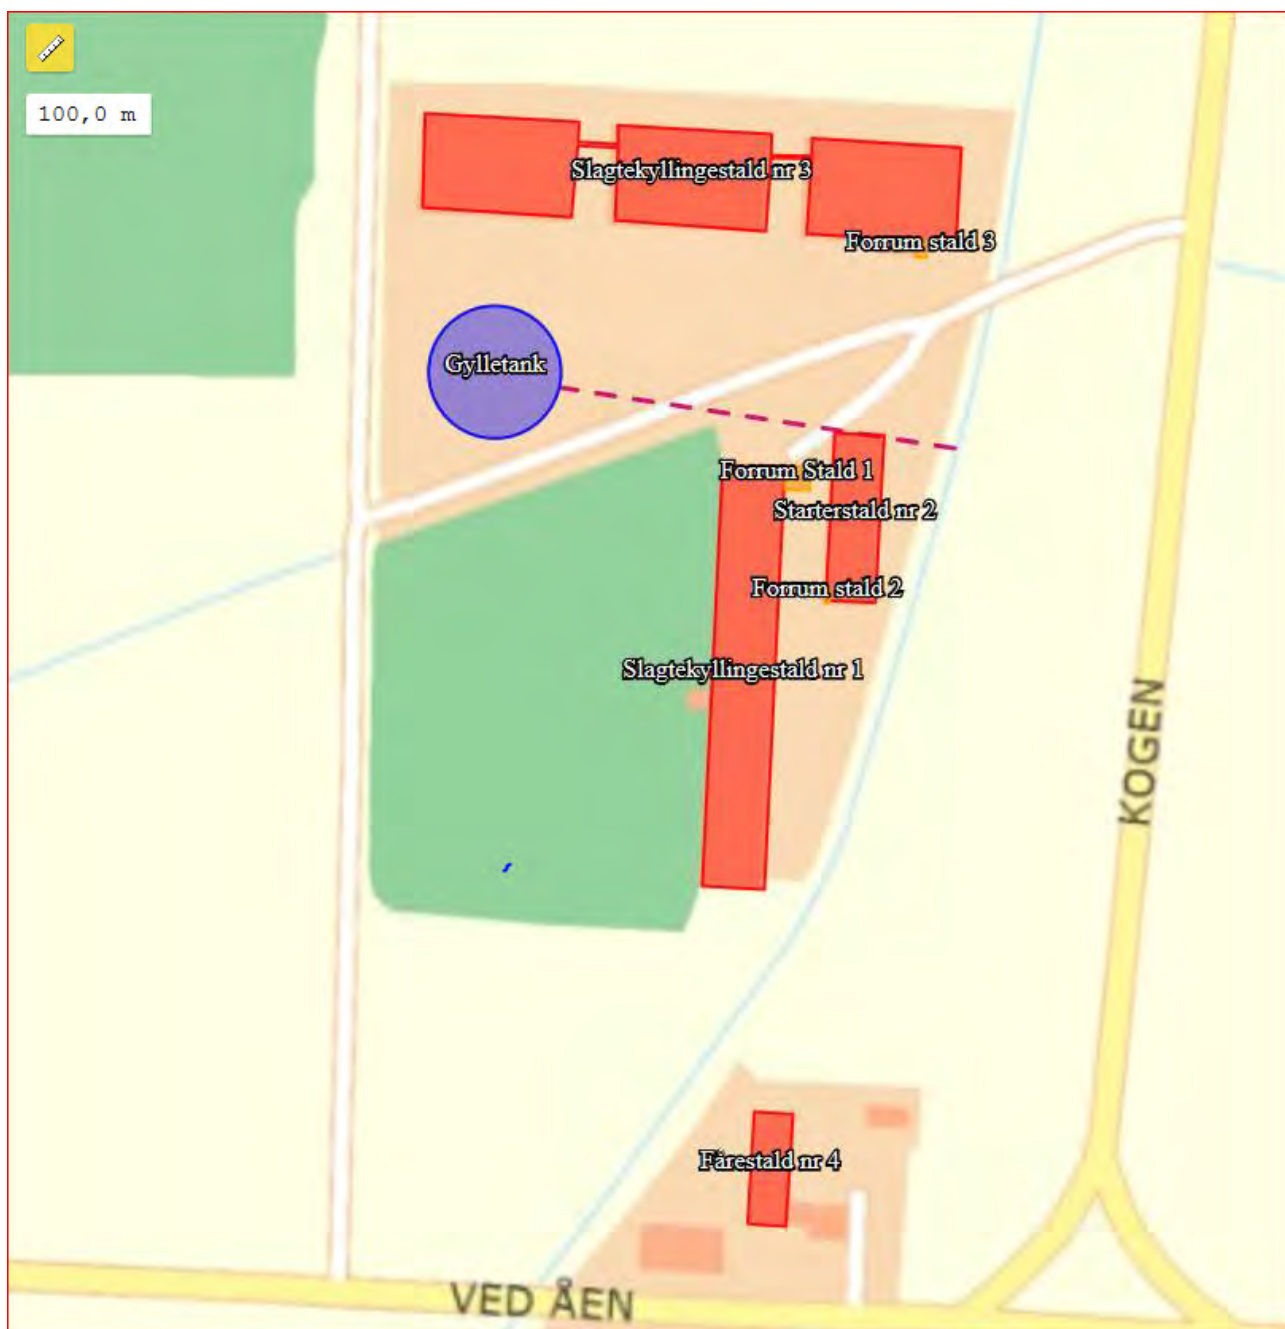 100,0 m
Slagtekyllingestald nr 3
Forrum stald 3
Gylletank
Forrum Stald 1
Starterstald nr 2
Forrum stald 2
Slagtekyllingestald nr 1
KOGEN
Fårestald nr 4
VED ÅEN